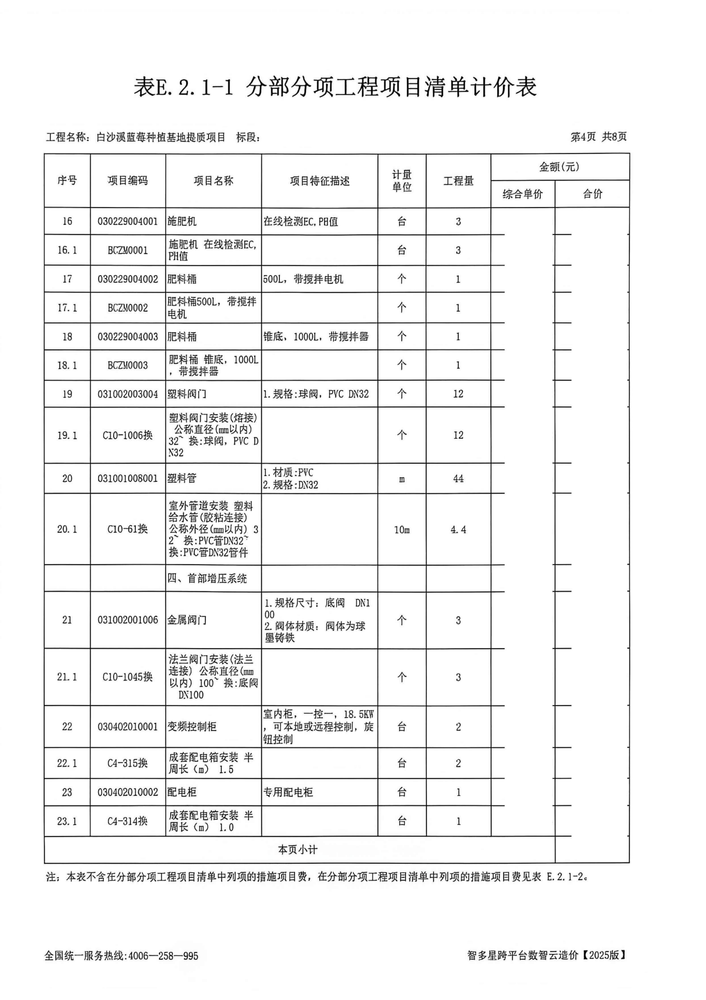 表E.2.1-1 分部分项工程项目清单计价表
工程名称：白沙溪蓝莓种植基地提质项目 标段：
第4页 共8页
序号 项目编码 项目名称 项目特征描述 计量 工程量 金额(元)
单位
综合单价 合价
16 030229004001 施肥机 在线检测EC,PH值 台 3
16.1 BCZM0001 施肥机 在线检测EC, 台 3
PH值
17 030229004002 肥料桶 500L，带搅拌电机 个 1
17.1 BCZM0002 肥料桶500L，带搅拌 个 1
电机
18 030229004003 肥料桶 锥底，1000L，带搅拌器 个 1
18.1 BCZM0003 肥料桶 锥底，1000L 个 1
，带搅拌器
19 031002003004 塑料阀门 1.规格:球阀，PVC DN32 个 12
19.1 C10-1006换 塑料阀门安装(熔接) 个 12
公称直径(mm以内)
32~ 换:球阀，PVC D
N32
20 031001008001 塑料管 1.材质:PVC m 44
2.规格:DN32
20.1 C10-61换 室外管道安装 塑料 10m 4.4
给水管(胶粘连接)
公称外径(mm以内) 3
2~ 换:PVC管DN32~
换:PVC管DN32管件
四、首部增压系统
21 031002001006 金属阀门 1.规格尺寸：底阀 DN1 个 3
00
2.阀体材质：阀体为球
墨铸铁
21.1 C10-1045换 法兰阀门安装(法兰 个 3
连接) 公称直径(mm
以内) 100~ 换:底阀
DN100
22 030402010001 变频控制柜 室内柜，一控一，18.5KW 台 2
，可本地或远程控制，旋
钮控制
22.1 C4-315换 成套配电箱安装 半 台 2
周长（m） 1.5
23 030402010002 配电柜 专用配电柜 台 1
23.1 C4-314换 成套配电箱安装 半 台 1
周长（m） 1.0
本页小计
注：本表不含在分部分项工程项目清单中列项的措施项目费，在分部分项工程项目清单中列项的措施项目费见表 E.2.1-2。
全国统一服务热线:4006—258—995
智多星跨平台数智云造价【2025版】